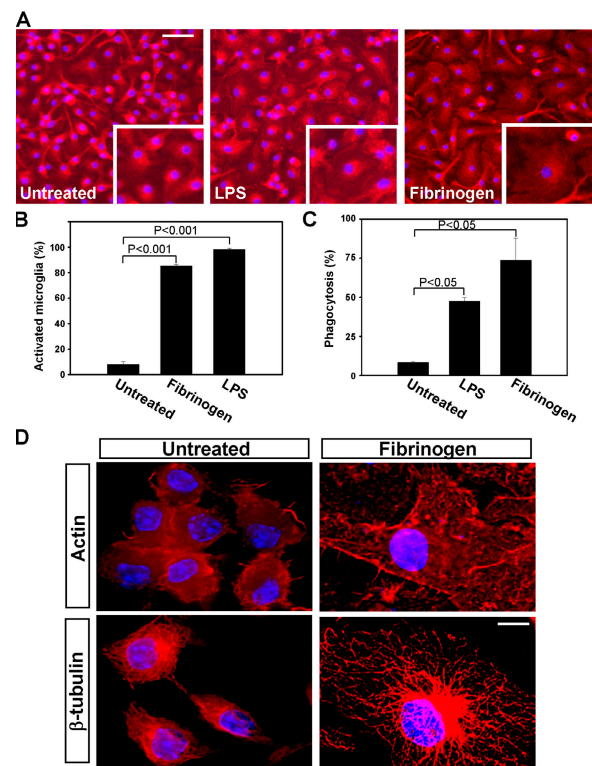 A
Untreated
LPS
Fibrinogen
B
Activated microglia (%)
100
80
60
40
20
0
P<0.001
P<0.001
Untreated
Fibrinogen
LPS
C
Phagocytosis (%)
100
75
50
25
0
P<0.05
P<0.05
Untreated
LPS
Fibrinogen
D
Untreated
Fibrinogen
Actin
β-tubulin